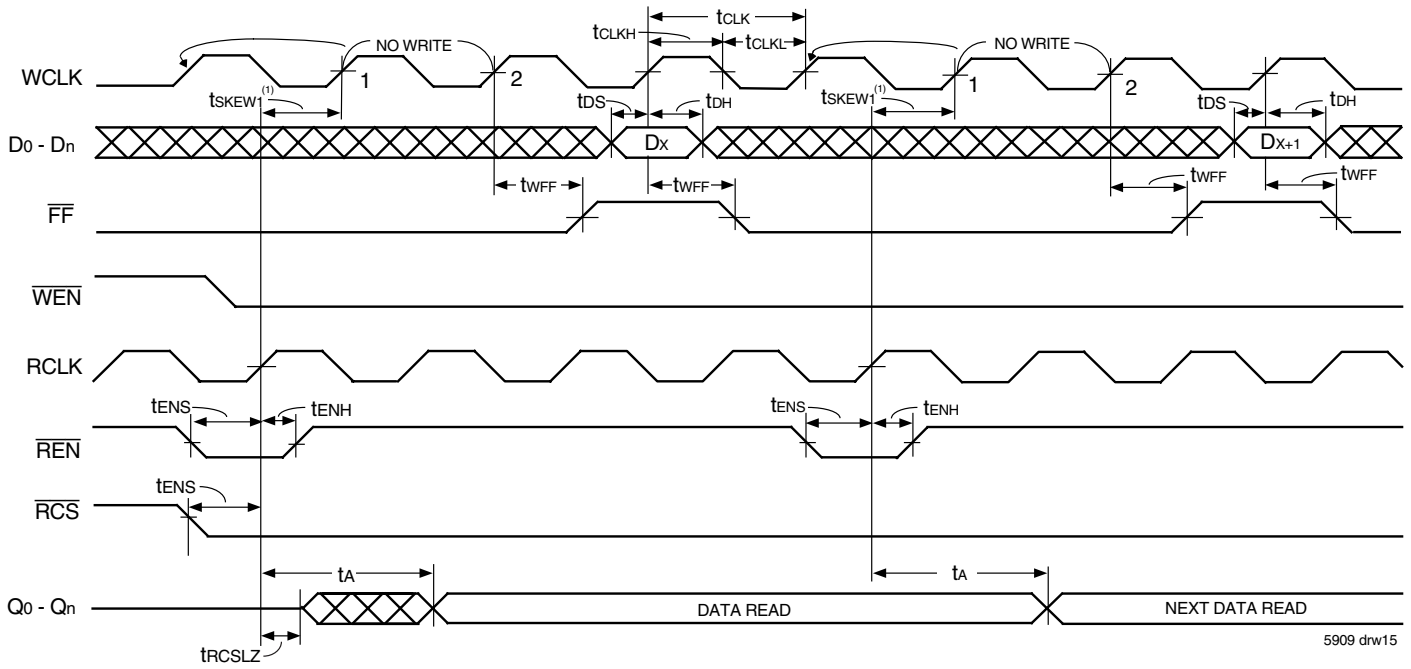 tCLK
tCLKH
tCLKL
NO WRITE
NO WRITE
WCLK
1
2
1
2
tSKEW1(1)
tDS
tDH
tSKEW1(1)
tDS
tDH
D0 - Dn
DX
DX+1
tWFF
tWFF
tWFF
tWFF
FF
WEN
RCLK
tENS
tENH
tENS
tENH
REN
tENS
RCS
tA
tA
Q0 - Qn
DATA READ
NEXT DATA READ
tRCSLZ
5909 drw15